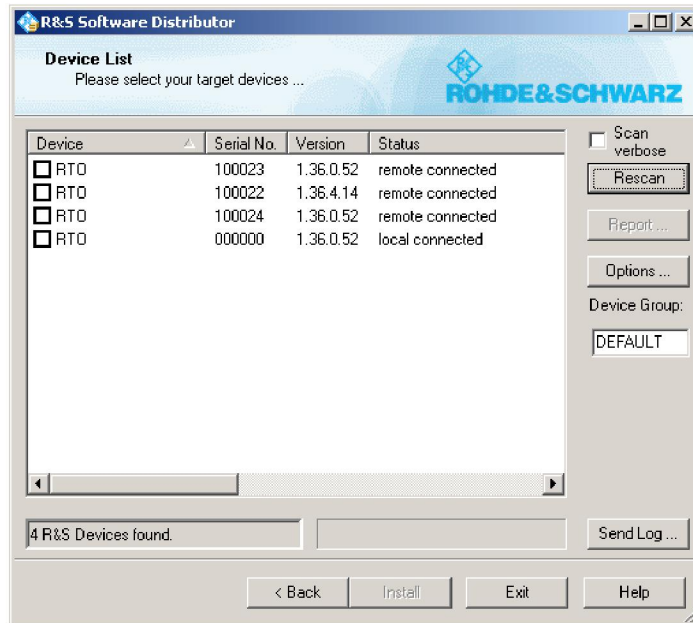 R&S Software Distributor
Device List
Please select your target devices ...
ROHDE&SCHWARZ
Device Serial No. Version Status
RTO 100023 1.36.0.52 remote connected
RTO 100022 1.36.4.14 remote connected
RTO 100024 1.36.0.52 remote connected
RTO 000000 1.36.0.52 local connected
Scan
verbose
Rescan
Report ...
Options ...
Device Group:
DEFAULT
4 R&S Devices found.
Send Log ...
< Back Install Exit Help